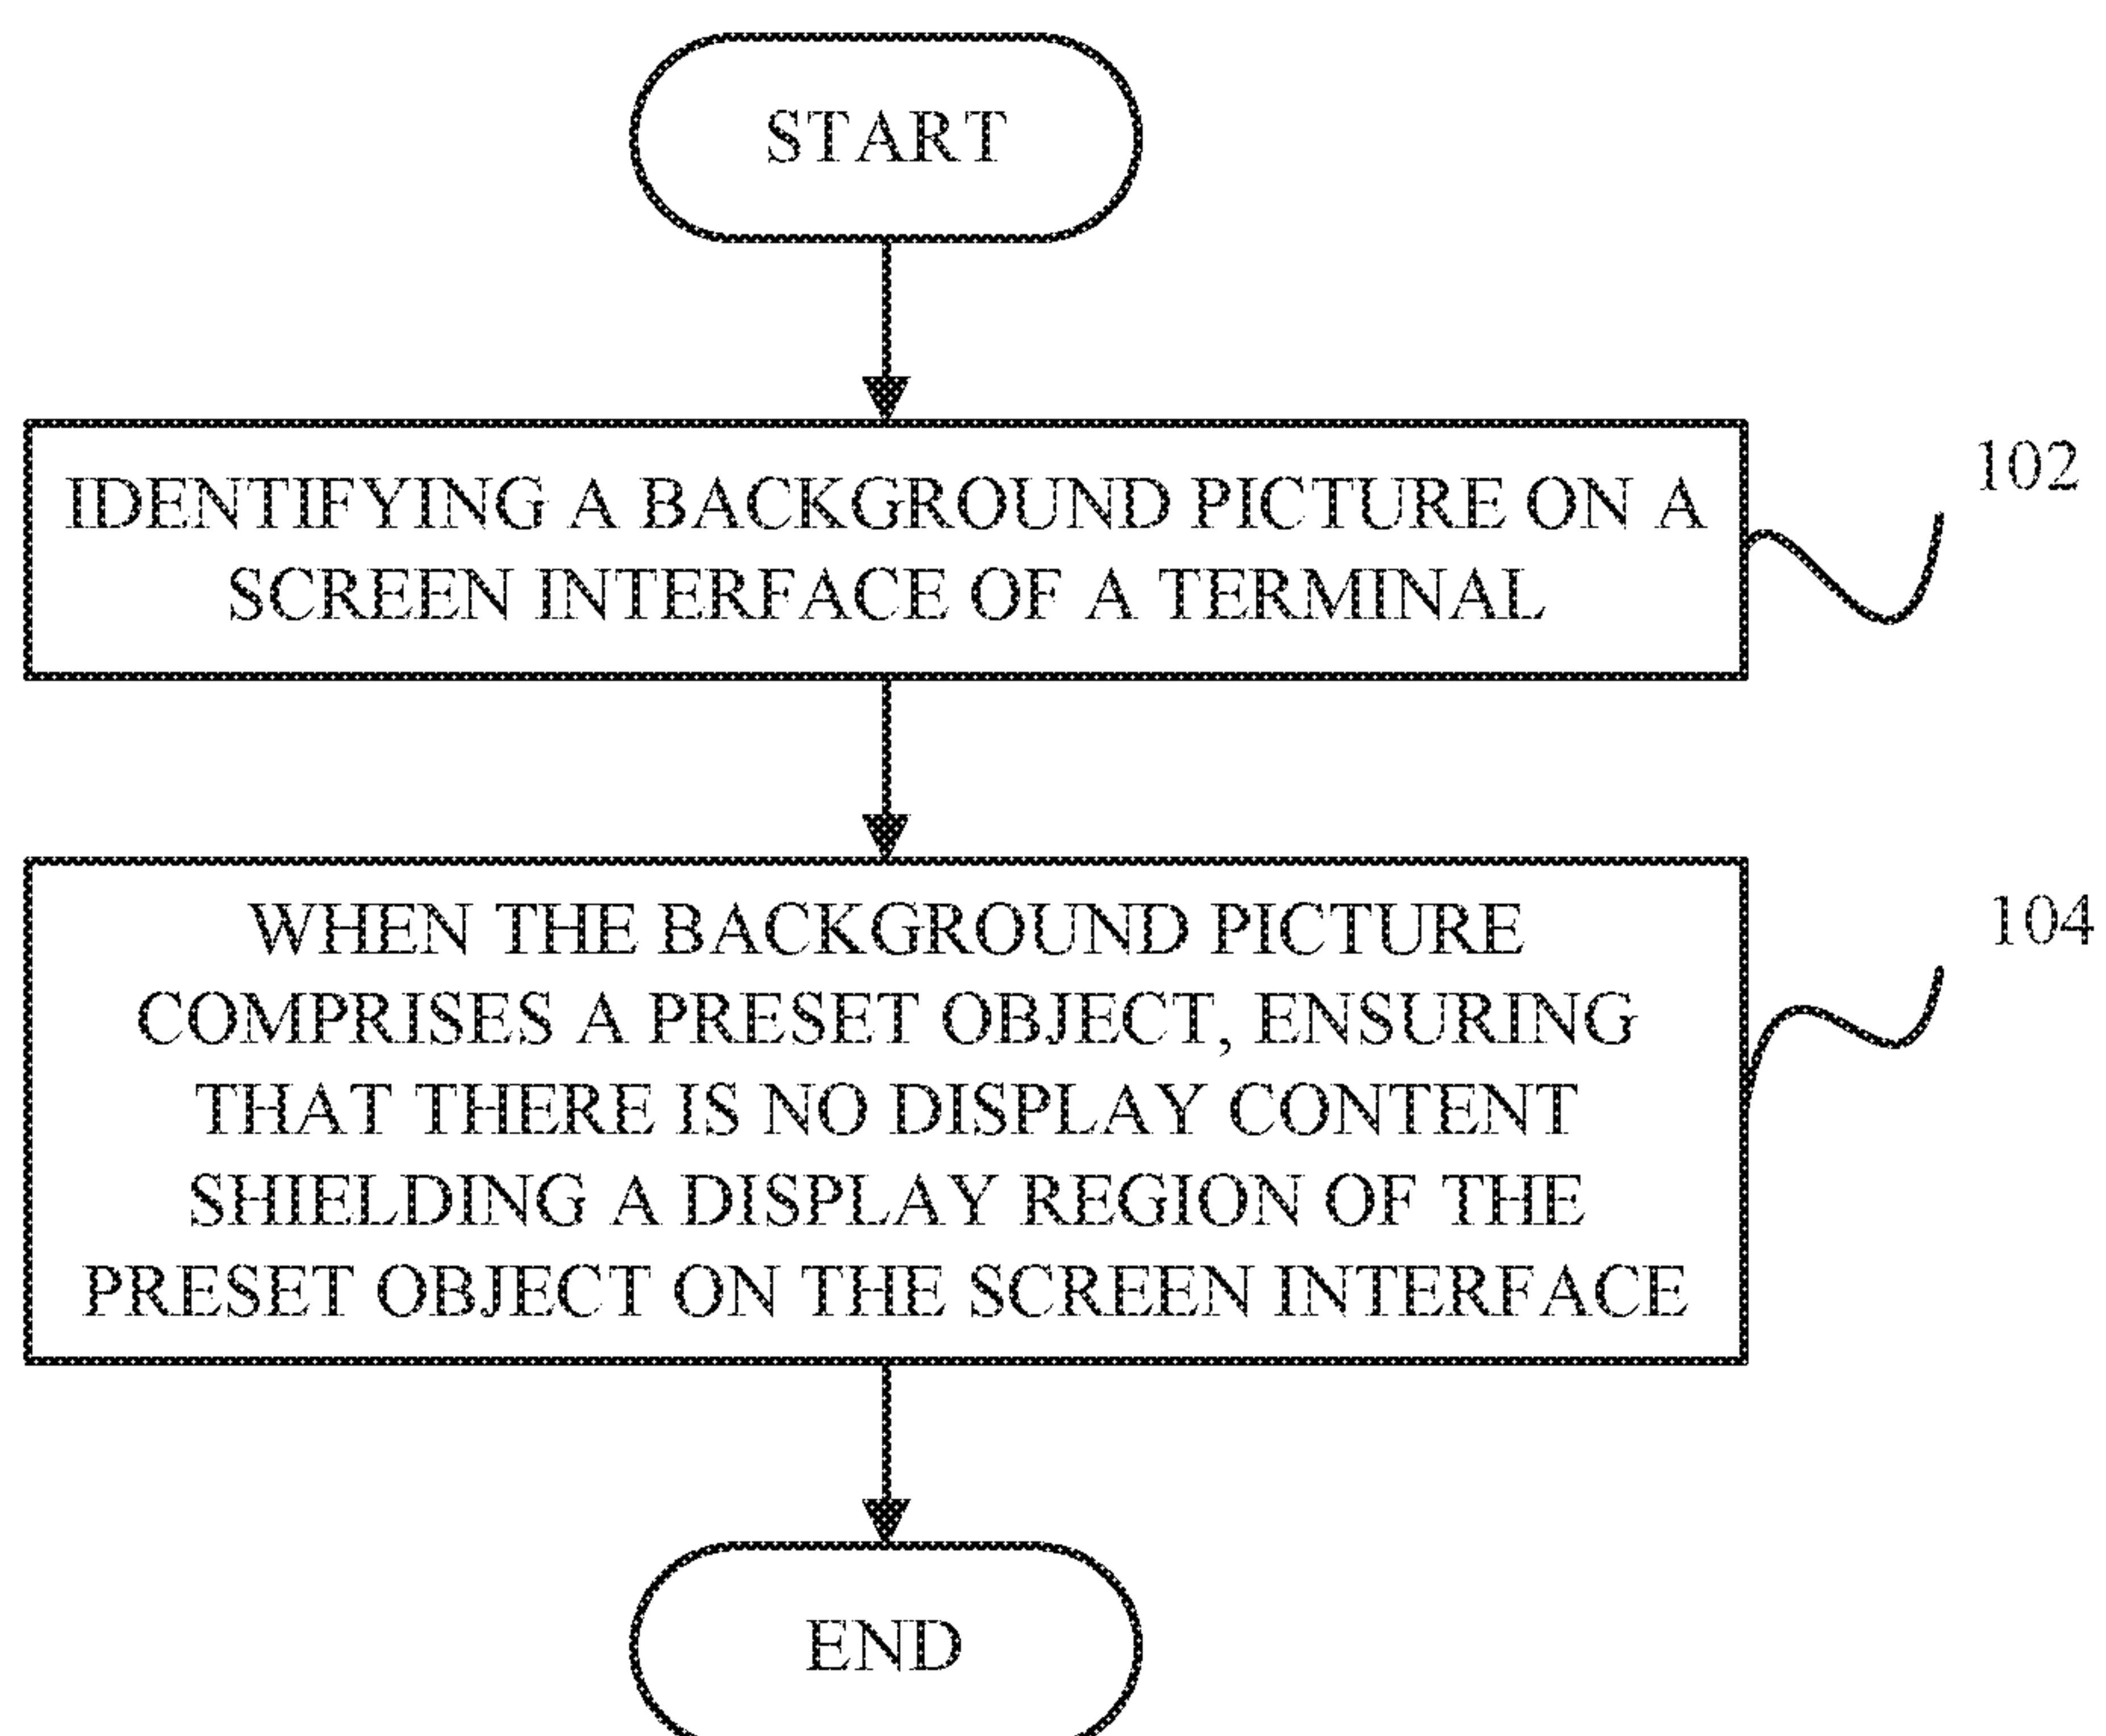 START
IDENTIFYING A BACKGROUND PICTURE ON A
SCREEN INTERFACE OF A TERMINAL
102
WHEN THE BACKGROUND PICTURE
COMPRISES A PRESET OBJECT, ENSURING
THAT THERE IS NO DISPLAY CONTENT
SHIELDING A DISPLAY REGION OF THE
PRESET OBJECT ON THE SCREEN INTERFACE
104
END